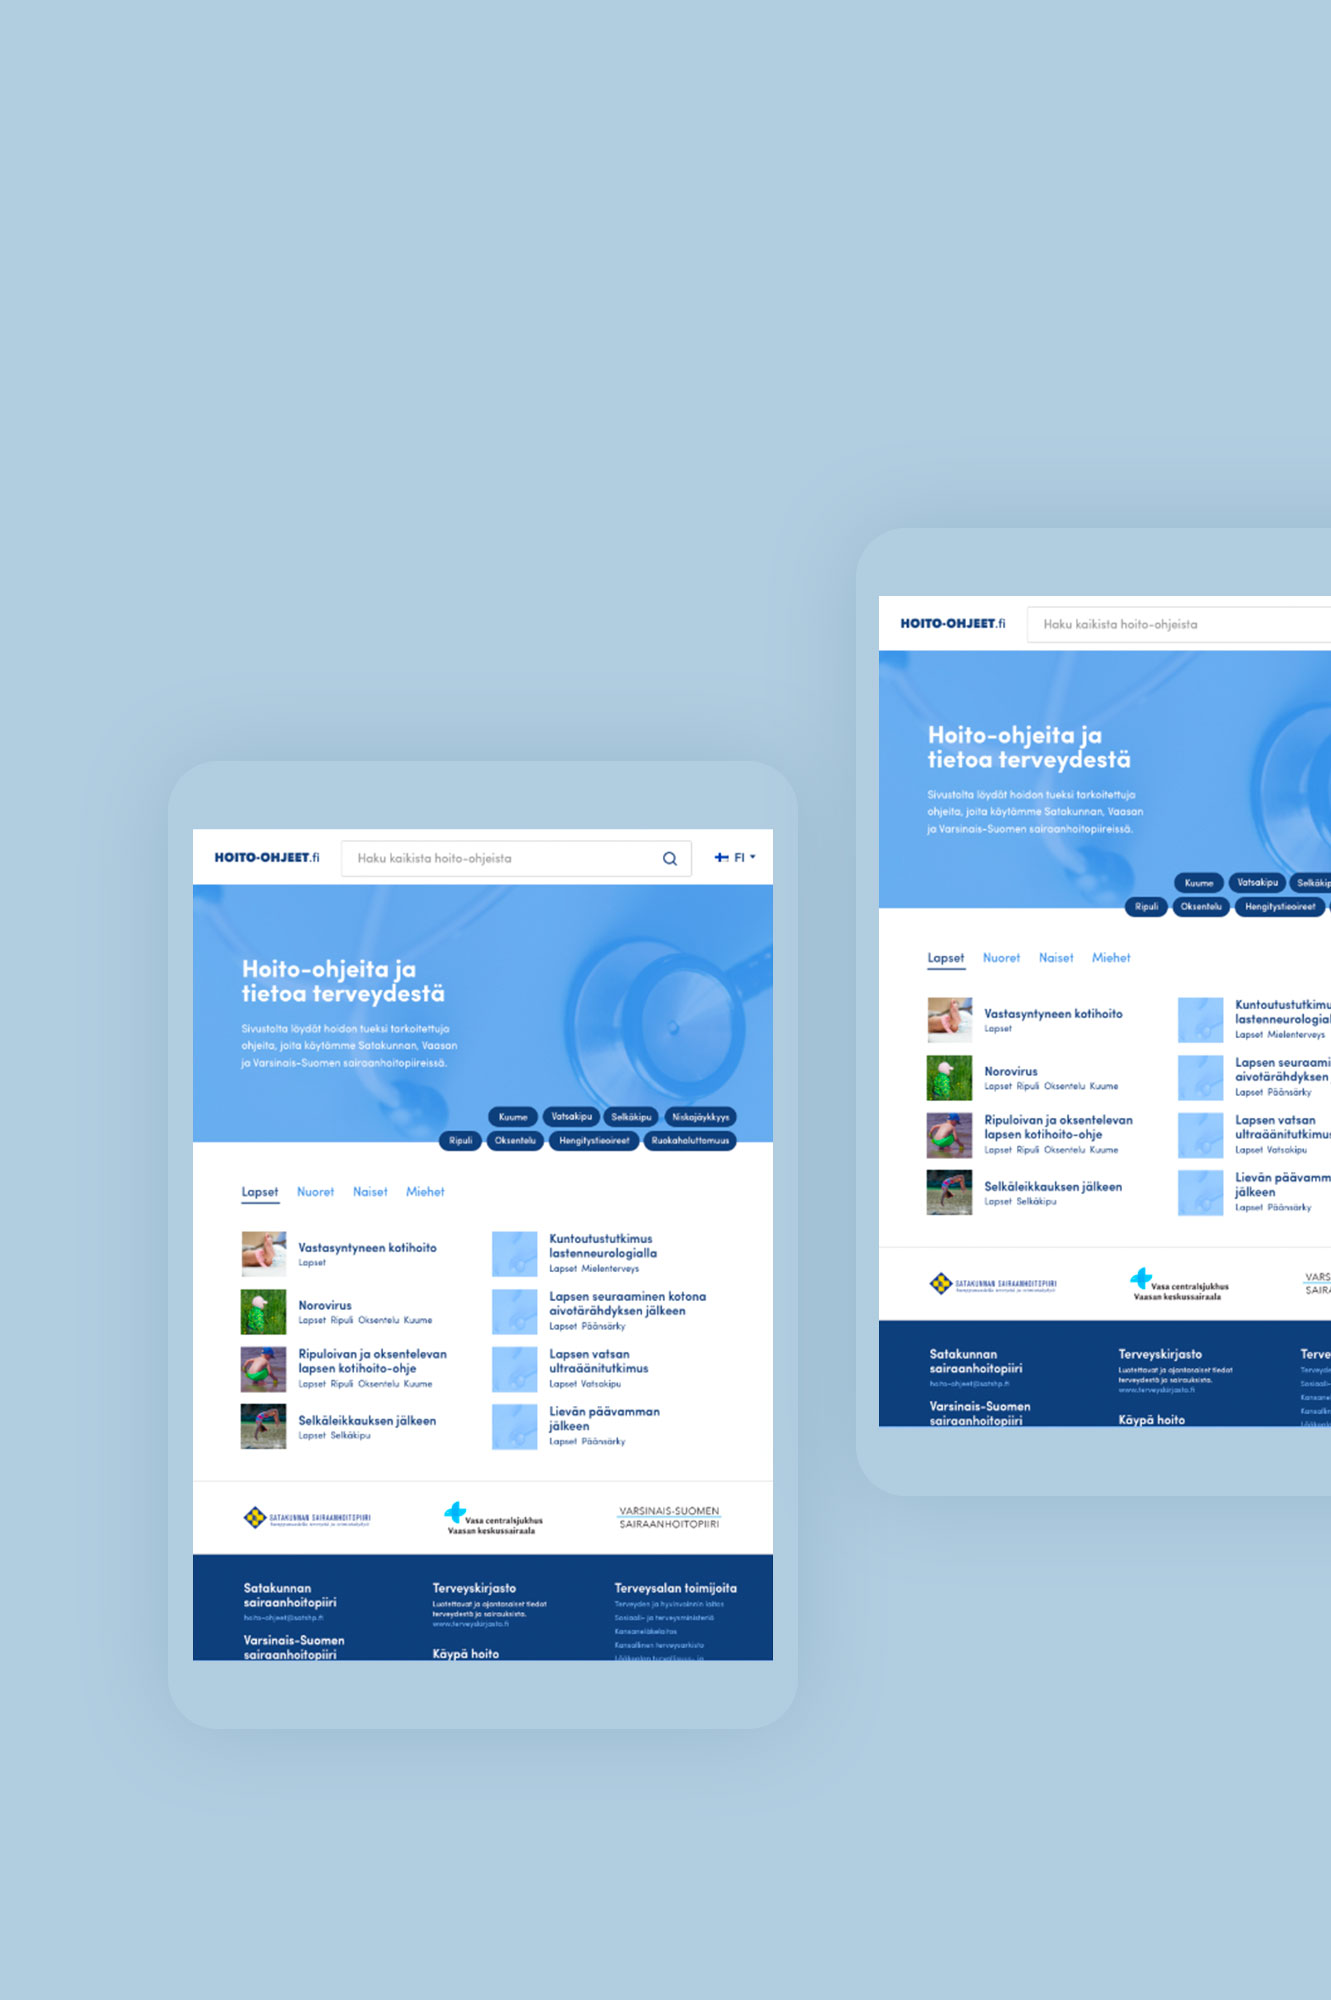 HOITO-OHJEET.fi
Haku kaikista hoito-ohjeista
FI
Hoito-ohjeita ja
tietoa terveydestä
Sivustolta löydät hoidon tueksi tarkoitettuja
ohjeita, joita käytämme Satakunnan, Vaasan
ja Varsinais-Suomen sairaanhoitopiireissä.
Kuume Vatsakipu Selkäkipu Niskajäykkyys
Ripuli Oksentelu Hengitystieoireet Ruokahaluttomuus
Lapset Nuoret Naiset Miehet
Vastasyntyneen kotihoito
Lapset
Norovirus
Lapset Ripuli Oksentelu Kuume
Ripuloivan ja oksentelevan
lapsen kotihoito-ohje
Lapset Ripuli Oksentelu Kuume
Selkäleikkauksen jälkeen
Lapset Selkäkipu
Kuntoutustutkimus
lastenneurologialla
Lapset Mielenterveys
Lapsen seuraaminen kotona
aivotärähdyksen jälkeen
Lapset Päänsärky
Lapsen vatsan
ultraäänitutkimus
Lapset Vatsakipu
Lievän päävamman
jälkeen
Lapset Päänsärky
SATAKUNNAN SAIRAANHOITOPIIRI
Vasa centralsjukhus
Vaasan keskussairaala
VARSINAIS-SUOMEN
SAIRAANHOITOPIIRI
Satakunnan
sairaanhoitopiiri
hoito-ohjeet@satshp.fi
Varsinais-Suomen
sairaanhoitopiiri
Terveyskirjasto
Luotettavat ja ajantasaiset tiedot
terveydestä ja sairauksista.
www.terveyskirjasto.fi
Käypä hoito
Terveysalan toimijoita
Terveyden ja hyvinvoinnin laitos
Sosiaali- ja terveysministeriö
Kansaneläkelaitos
Kansallinen terveysarkisto
HOITO-OHJEET.fi
Haku kaikista hoito-ohjeista
Hoito-ohjeita ja
tietoa terveydestä
Sivustolta löydät hoidon tueksi tarkoitettuja
ohjeita, joita käytämme Satakunnan, Vaasan
ja Varsinais-Suomen sairaanhoitopiireissä.
Kuume Vatsakipu Selkäkip
Ripuli Oksentelu Hengitystieoireet
Lapset Nuoret Naiset Miehet
Vastasyntyneen kotihoito
Lapset
Norovirus
Lapset Ripuli Oksentelu Kuume
Ripuloivan ja oksentelevan
lapsen kotihoito-ohje
Lapset Ripuli Oksentelu Kuume
Selkäleikkauksen jälkeen
Lapset Selkäkipu
Kuntoutustutkimu
lastenneurologial
Lapset Mielenterveys
Lapsen seuraami
aivotärähdyksen
Lapset Päänsärky
Lapsen vatsan
ultraäänitutkimus
Lapset Vatsakipu
Lievän päävamm
jälkeen
Lapset Päänsärky
SATAKUNNAN SAIRAANHOITOPIIRI
Vasa centralsjukhus
Vaasan keskussairaala
VARS
SAIRA
Satakunnan
sairaanhoitopiiri
hoito-ohjeet@satshp.fi
Varsinais-Suomen
sairaanhoitopiiri
Terveyskirjasto
Luotettavat ja ajantasaiset tiedot
terveydestä ja sairauksista.
www.terveyskirjasto.fi
Käypä hoito
Terve